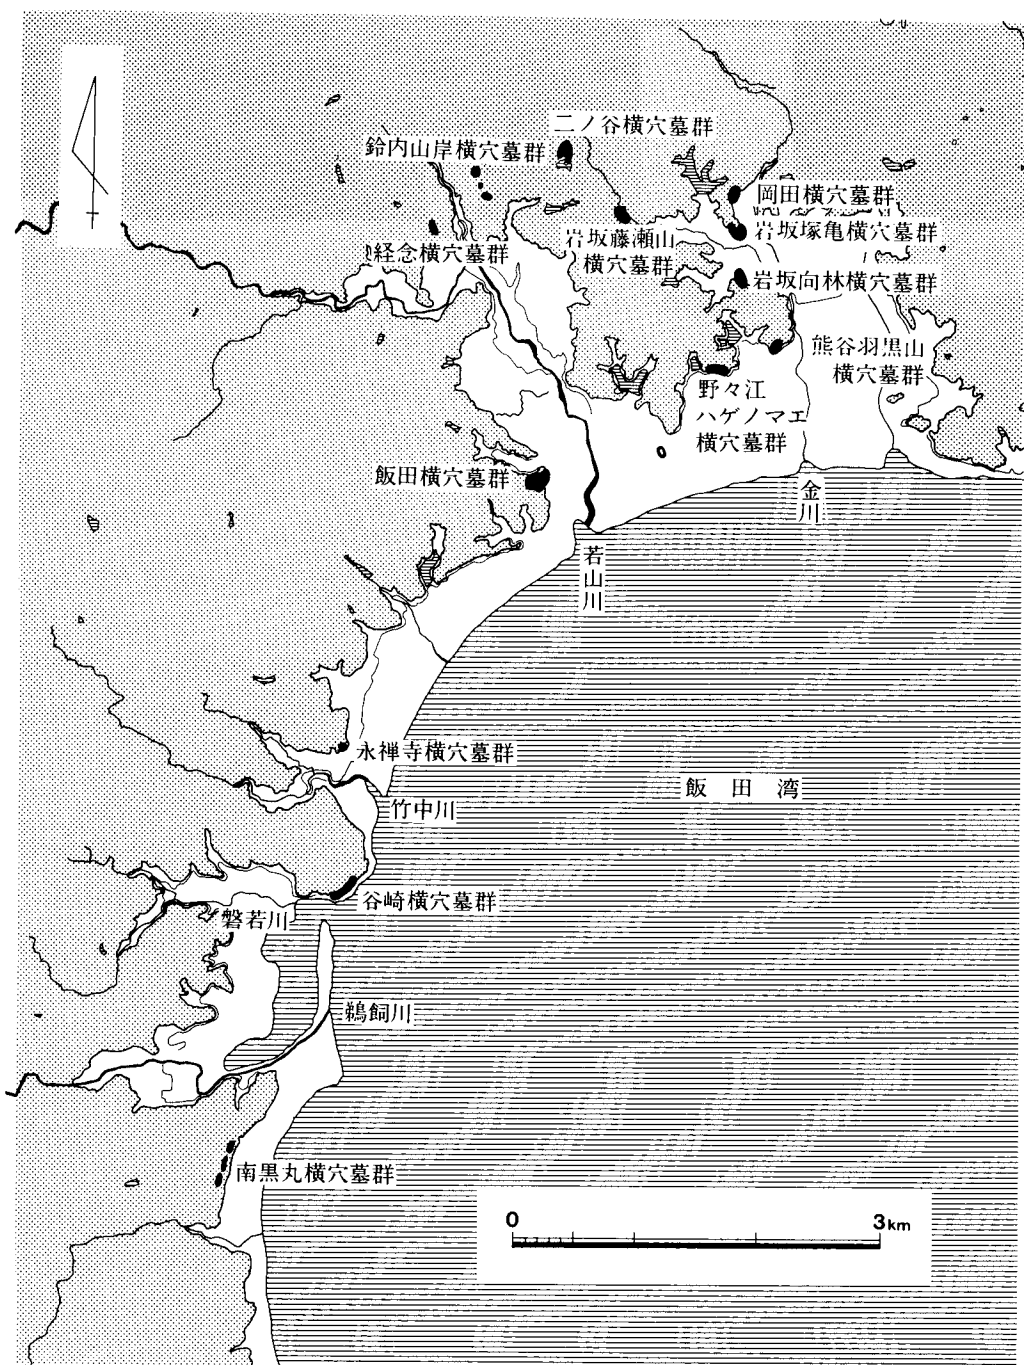 二ノ谷横穴墓群
鈴内山岸横穴墓群
岡田横穴墓群
岩坂塚亀横穴墓群
岩坂藤瀬山
横穴墓群
経念横穴墓群
岩坂向林横穴墓群
熊谷羽黒山
横穴墓群
野々江
ハゲノマエ
横穴墓群
飯田横穴墓群
金川
若山川
永禅寺横穴墓群
飯田湾
竹中川
谷崎横穴墓群
磐若川
鵜飼川
南黒丸横穴墓群
0 3km